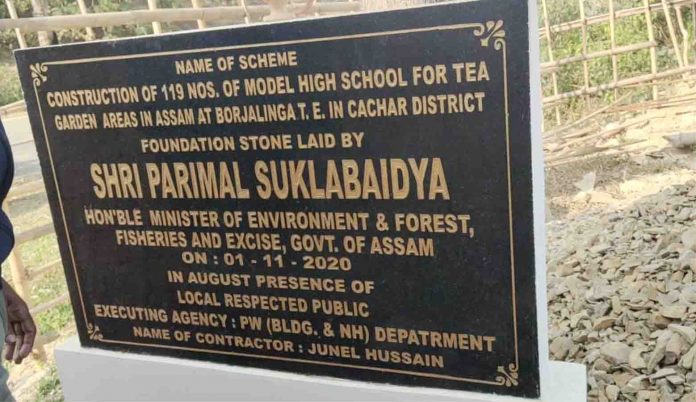 NAME OF SCHEME
CONSTRUCTION OF 119 NOS. OF MODEL HIGH SCHOOL FOR TEA
GARDEN AREAS IN ASSAM AT BORJALINGA T. E. IN CACHAR DISTRICT
FOUNDATION STONE LAID BY
SHRI PARIMAL SUKLABAIDYA
HON'BLE MINISTER OF ENVIRONMENT & FOREST,
FISHERIES AND EXCISE, GOVT. OF ASSAM
ON : 01 - 11 - 2020
IN AUGUST PRESENCE OF
LOCAL RESPECTED PUBLIC
EXECUTING AGENCY : PW (BLDG. & NH) DEPATRMENT
NAME OF CONTRACTOR : JUNEL HUSSAIN